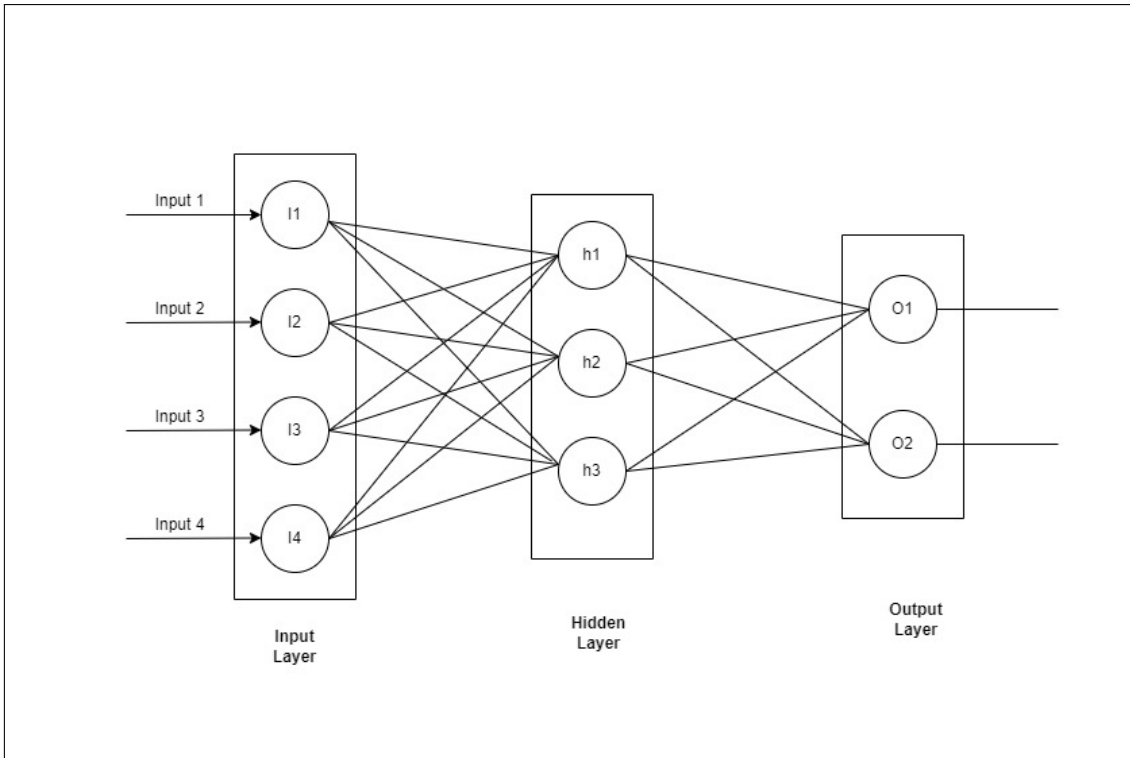 Input 1
I1
Input 2
I2
Input 3
I3
Input 4
I4
h1
h2
h3
O1
O2
Input
Layer
Hidden
Layer
Output
Layer